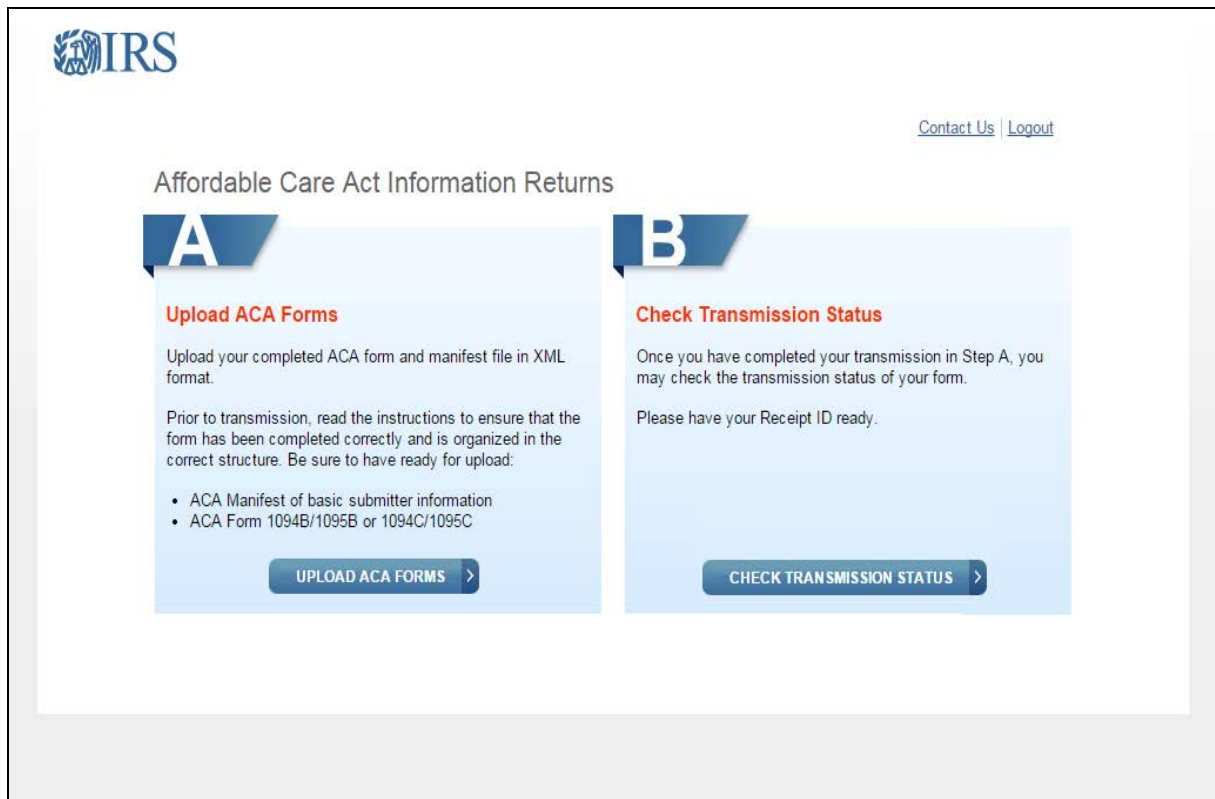 IRS
Contact Us | Logout
Affordable Care Act Information Returns
A
Upload ACA Forms
Upload your completed ACA form and manifest file in XML
format.
Prior to transmission, read the instructions to ensure that the
form has been completed correctly and is organized in the
correct structure. Be sure to have ready for upload:
• ACA Manifest of basic submitter information
• ACA Form 1094B/1095B or 1094C/1095C
UPLOAD ACA FORMS >
B
Check Transmission Status
Once you have completed your transmission in Step A, you
may check the transmission status of your form.
Please have your Receipt ID ready.
CHECK TRANSMISSION STATUS >